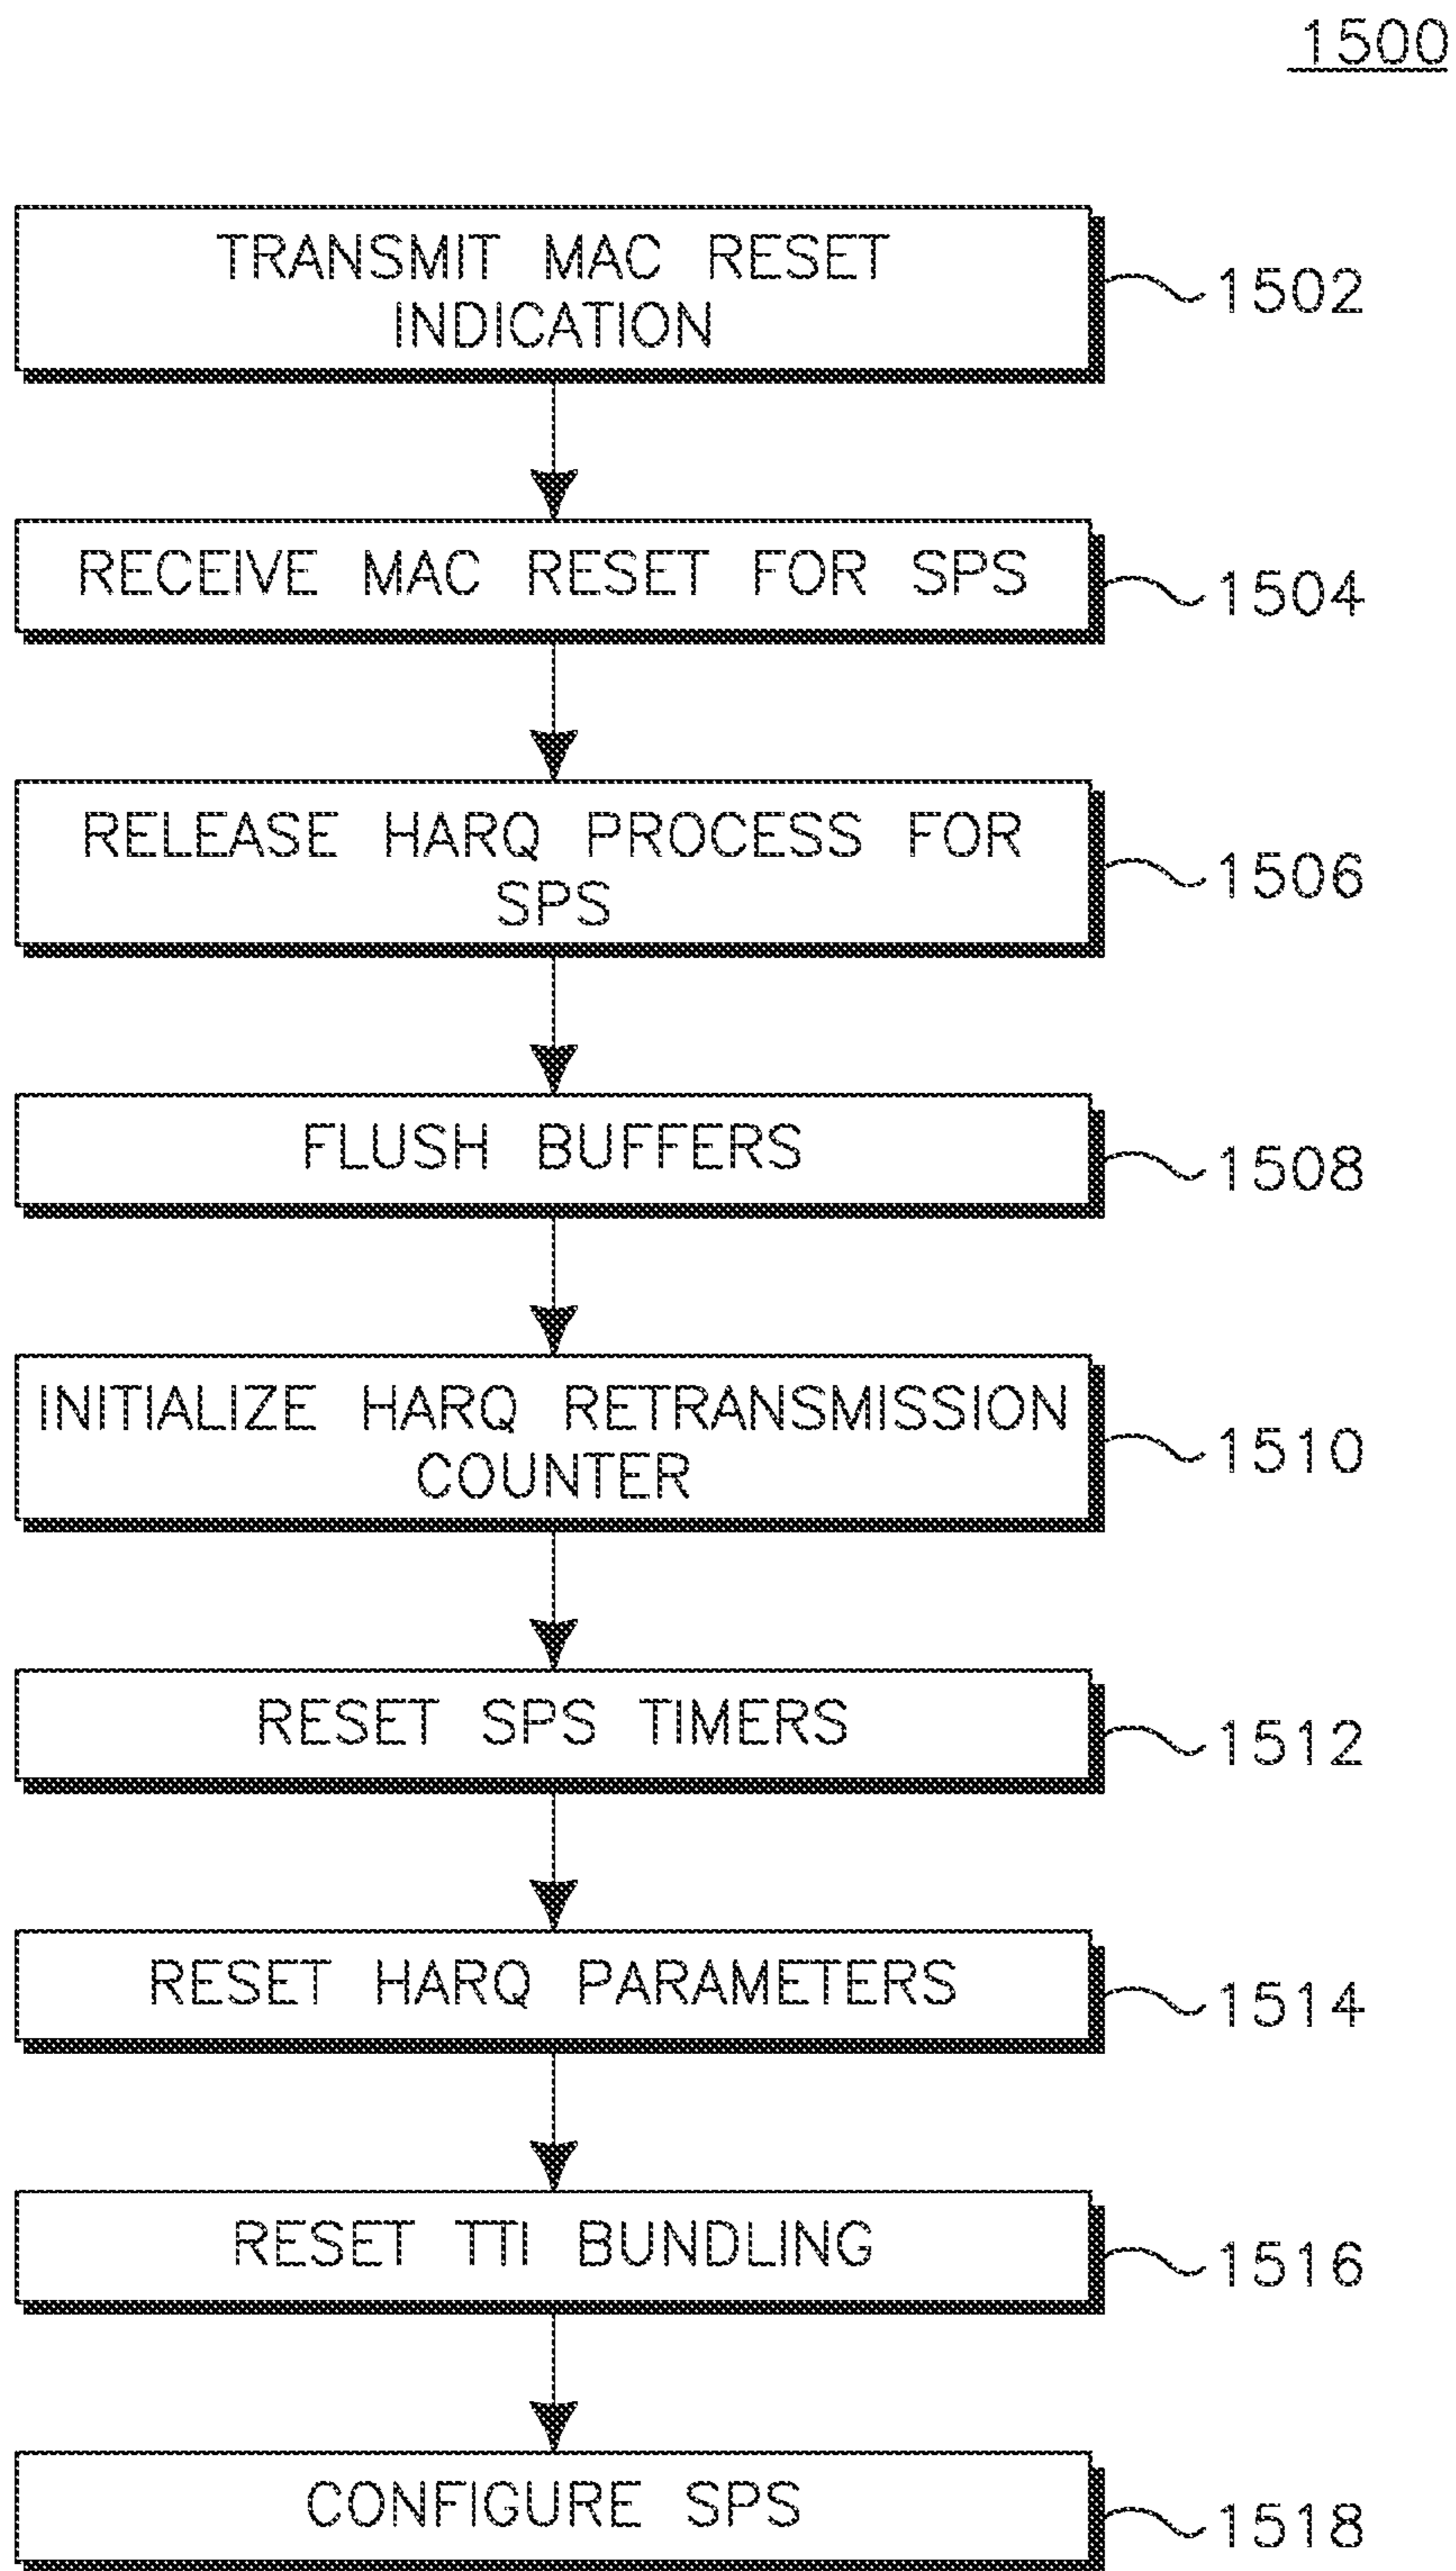 1500
TRANSMIT MAC RESET
INDICATION
1502
RECEIVE MAC RESET FOR SPS
1504
RELEASE HARQ PROCESS FOR
SPS
1506
FLUSH BUFFERS
1508
INITIALIZE HARQ RETRANSMISSION
COUNTER
1510
RESET SPS TIMERS
1512
RESET HARQ PARAMETERS
1514
RESET TTI BUNDLING
1516
CONFIGURE SPS
1518